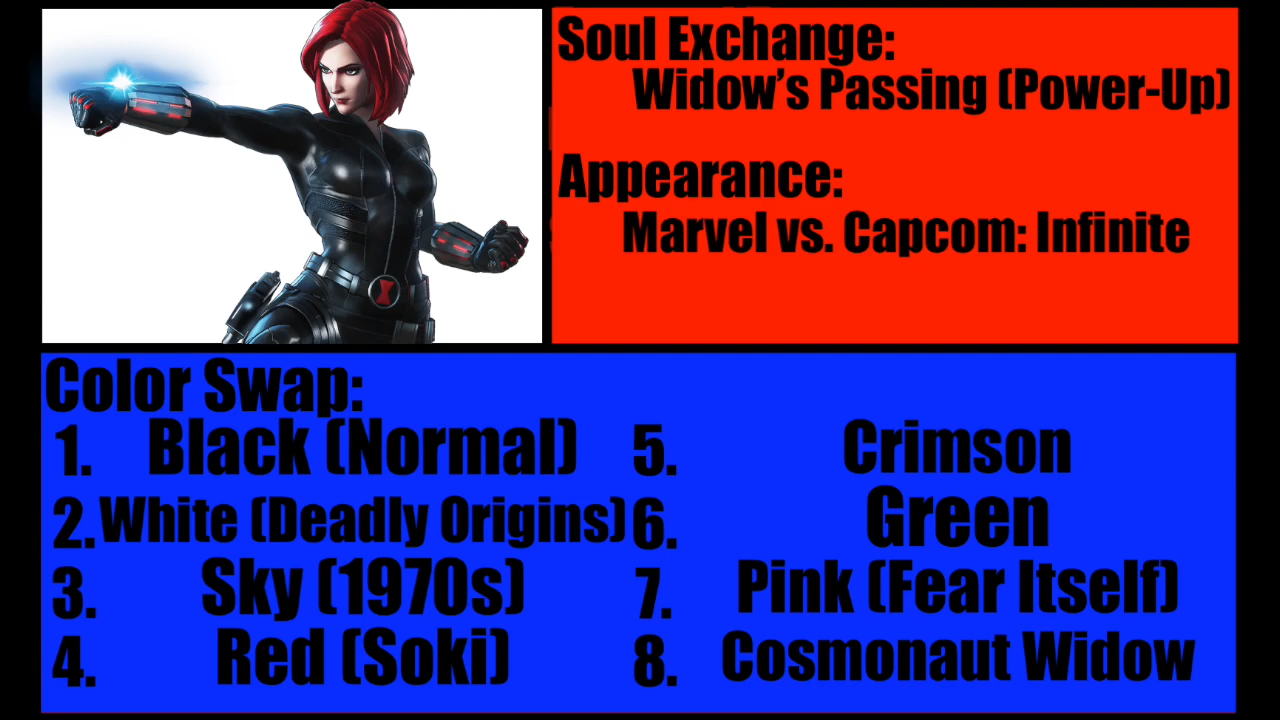 Soul Exchange:
Widow's Passing (Power-Up)
Appearance:
Marvel vs. Capcom: Infinite
Color Swap:
1. Black (Normal)
2. White (Deadly Origins)
3. Sky (1970s)
4. Red (Soki)
5. Crimson
6. Green
7. Pink (Fear Itself)
8. Cosmonaut Widow